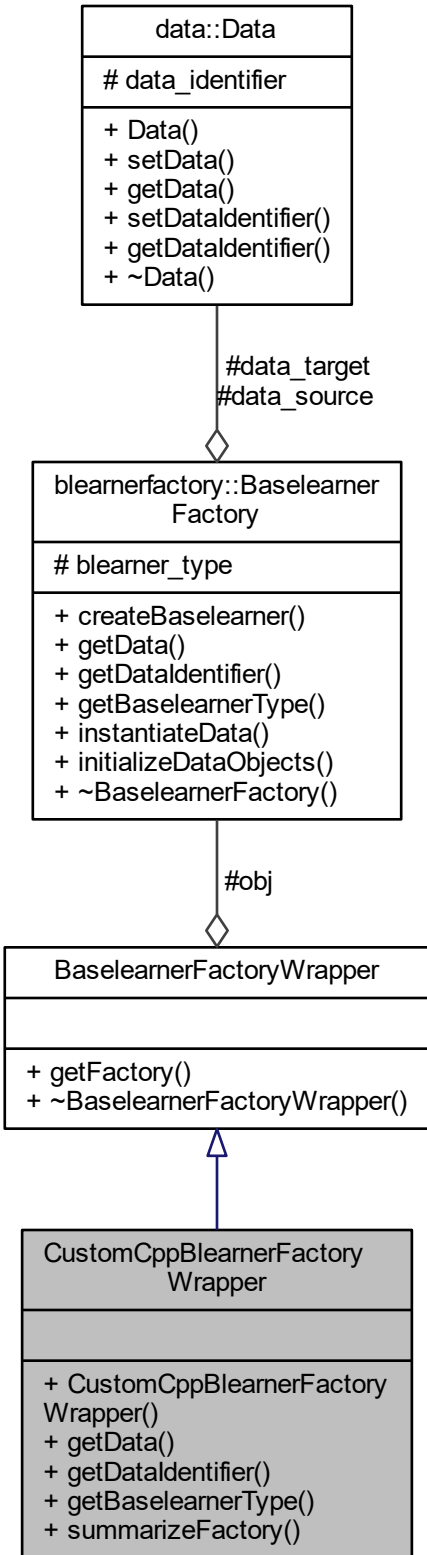 data::Data
# data_identifier
+ Data()
+ setData()
+ getData()
+ setDataIdentifier()
+ getDataIdentifier()
+ ~Data()
#data_target
#data_source
blearnerfactory::Baselearner
Factory
# blearner_type
+ createBaselearner()
+ getData()
+ getDataIdentifier()
+ getBaselearnerType()
+ instantiateData()
+ initializeDataObjects()
+ ~BaselearnerFactory()
#obj
BaselearnerFactoryWrapper
+ getFactory()
+ ~BaselearnerFactoryWrapper()
CustomCppBlearnerFactory
Wrapper
+ CustomCppBlearnerFactory
Wrapper()
+ getData()
+ getDataIdentifier()
+ getBaselearnerType()
+ summarizeFactory()